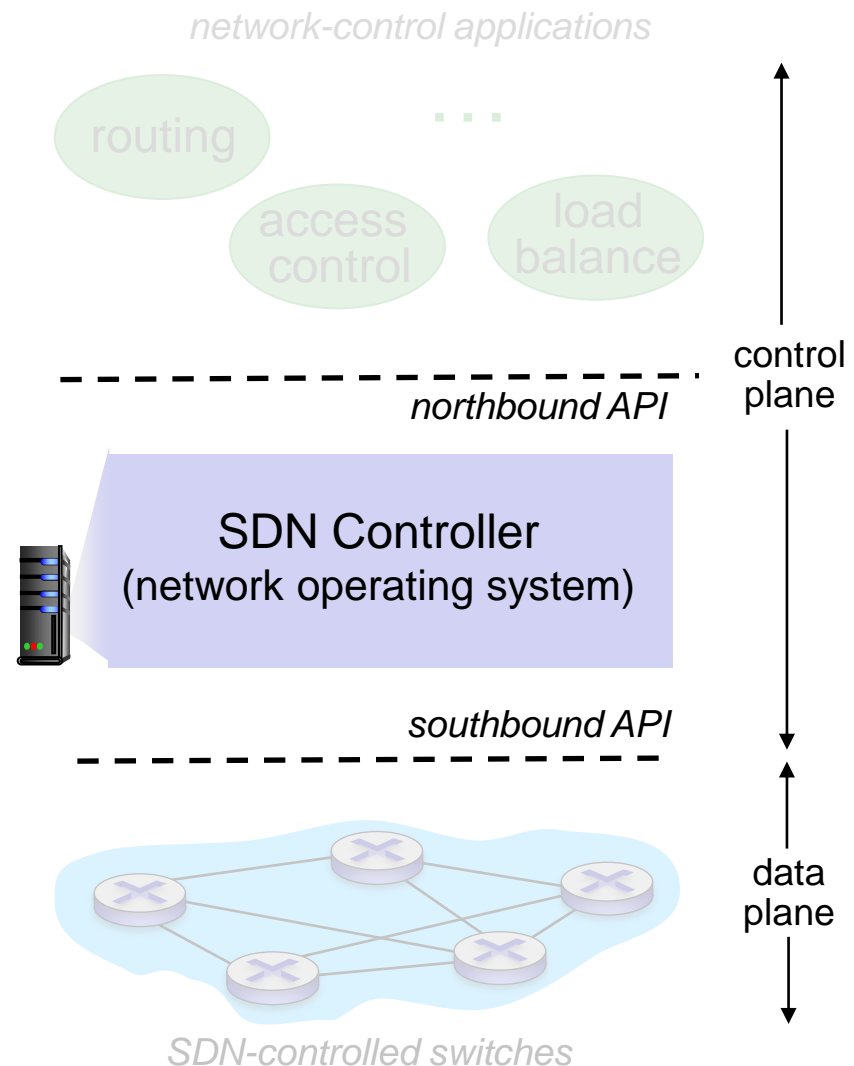 network-control applications
routing
...
access
control
load
balance
control
plane
northbound API
SDN Controller
(network operating system)
southbound API
data
plane
SDN-controlled switches